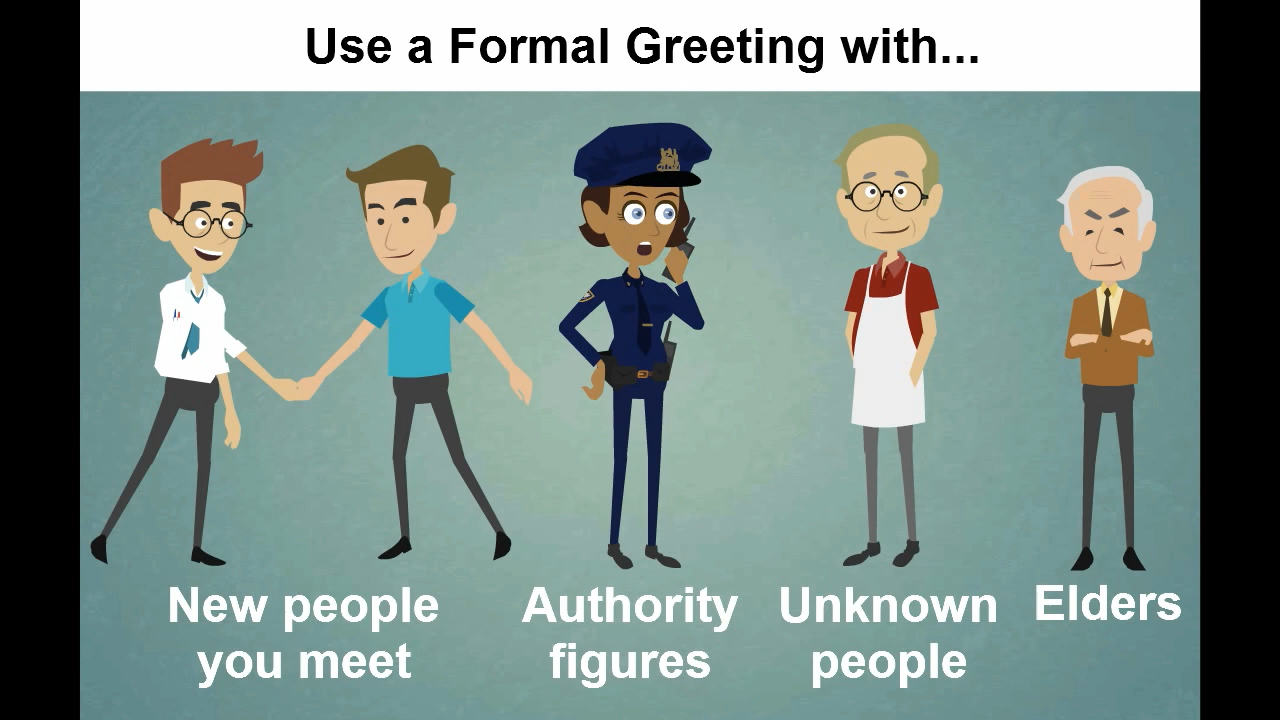 Use a Formal Greeting with...
New people
you meet
Authority
figures
Unknown
people
Elders